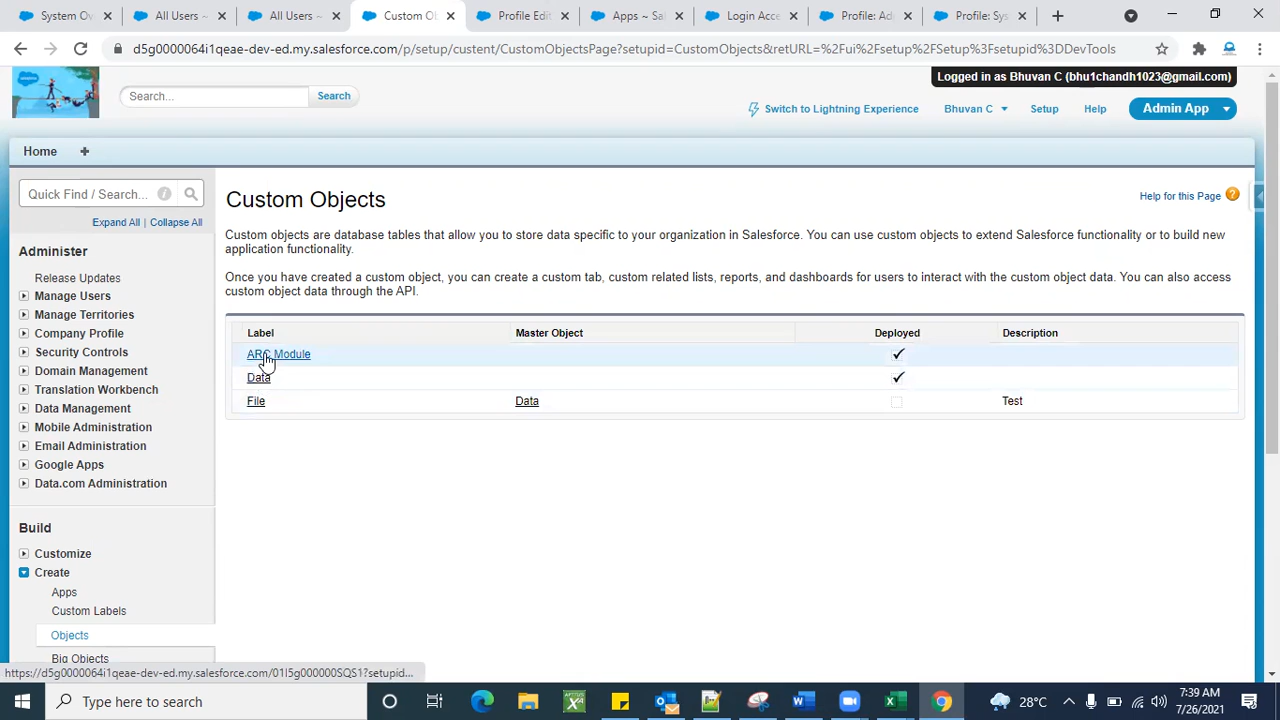 System Ov
All Users ~
All Users ~
Custom Ob
Profile Edi
Apps ~ Sa
Login Acce
Profile: Ad
Profile: Sys
d5g0000064i1qeae-dev-ed.my.salesforce.com/p/setup/custent/CustomObjectsPage?setupid=CustomObjects&retURL=%2Fui%2Fsetup%2FSetup%3Fsetupid%3DDevTools
Logged in as Bhuvan C (bhu1chandh1023@gmail.com)
Search...
Search
Switch to Lightning Experience
Bhuvan C
Setup
Help
Admin App
Home
Quick Find / Search...
Expand All | Collapse All
Administer
Release Updates
Manage Users
Manage Territories
Company Profile
Security Controls
Domain Management
Translation Workbench
Data Management
Mobile Administration
Email Administration
Google Apps
Data.com Administration
Build
Customize
Create
Apps
Custom Labels
Objects
Big Objects
Custom Objects
Help for this Page
Custom objects are database tables that allow you to store data specific to your organization in Salesforce. You can use custom objects to extend Salesforce functionality or to build new
application functionality.
Once you have created a custom object, you can create a custom tab, custom related lists, reports, and dashboards for users to interact with the custom object data. You can also access
custom object data through the API.
Label Master Object Deployed Description
ARC Module
Data
File Data Test
https://d5g0000064i1qeae-dev-ed.my.salesforce.com/01I5g000000SQS1?setupid...
Type here to search
28°C
7:39 AM
7/26/2021